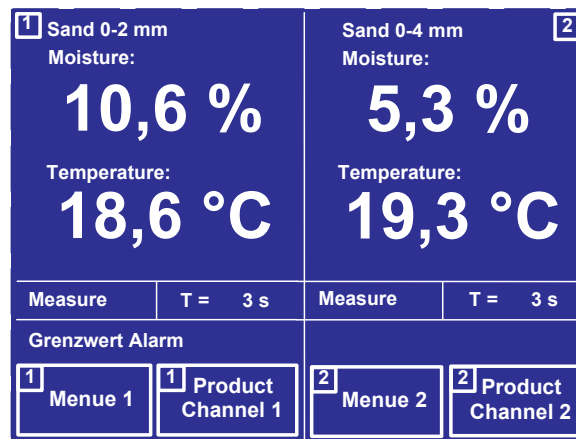 1 Sand 0-2 mm
Moisture:
10,6 %
Temperature:
18,6 °C
Measure T = 3 s
Grenzwert Alarm
1 Menue 1
1 Product
Channel 1
Sand 0-4 mm 2
Moisture:
5,3 %
Temperature:
19,3 °C
Measure T = 3 s
2 Menue 2
2 Product
Channel 2